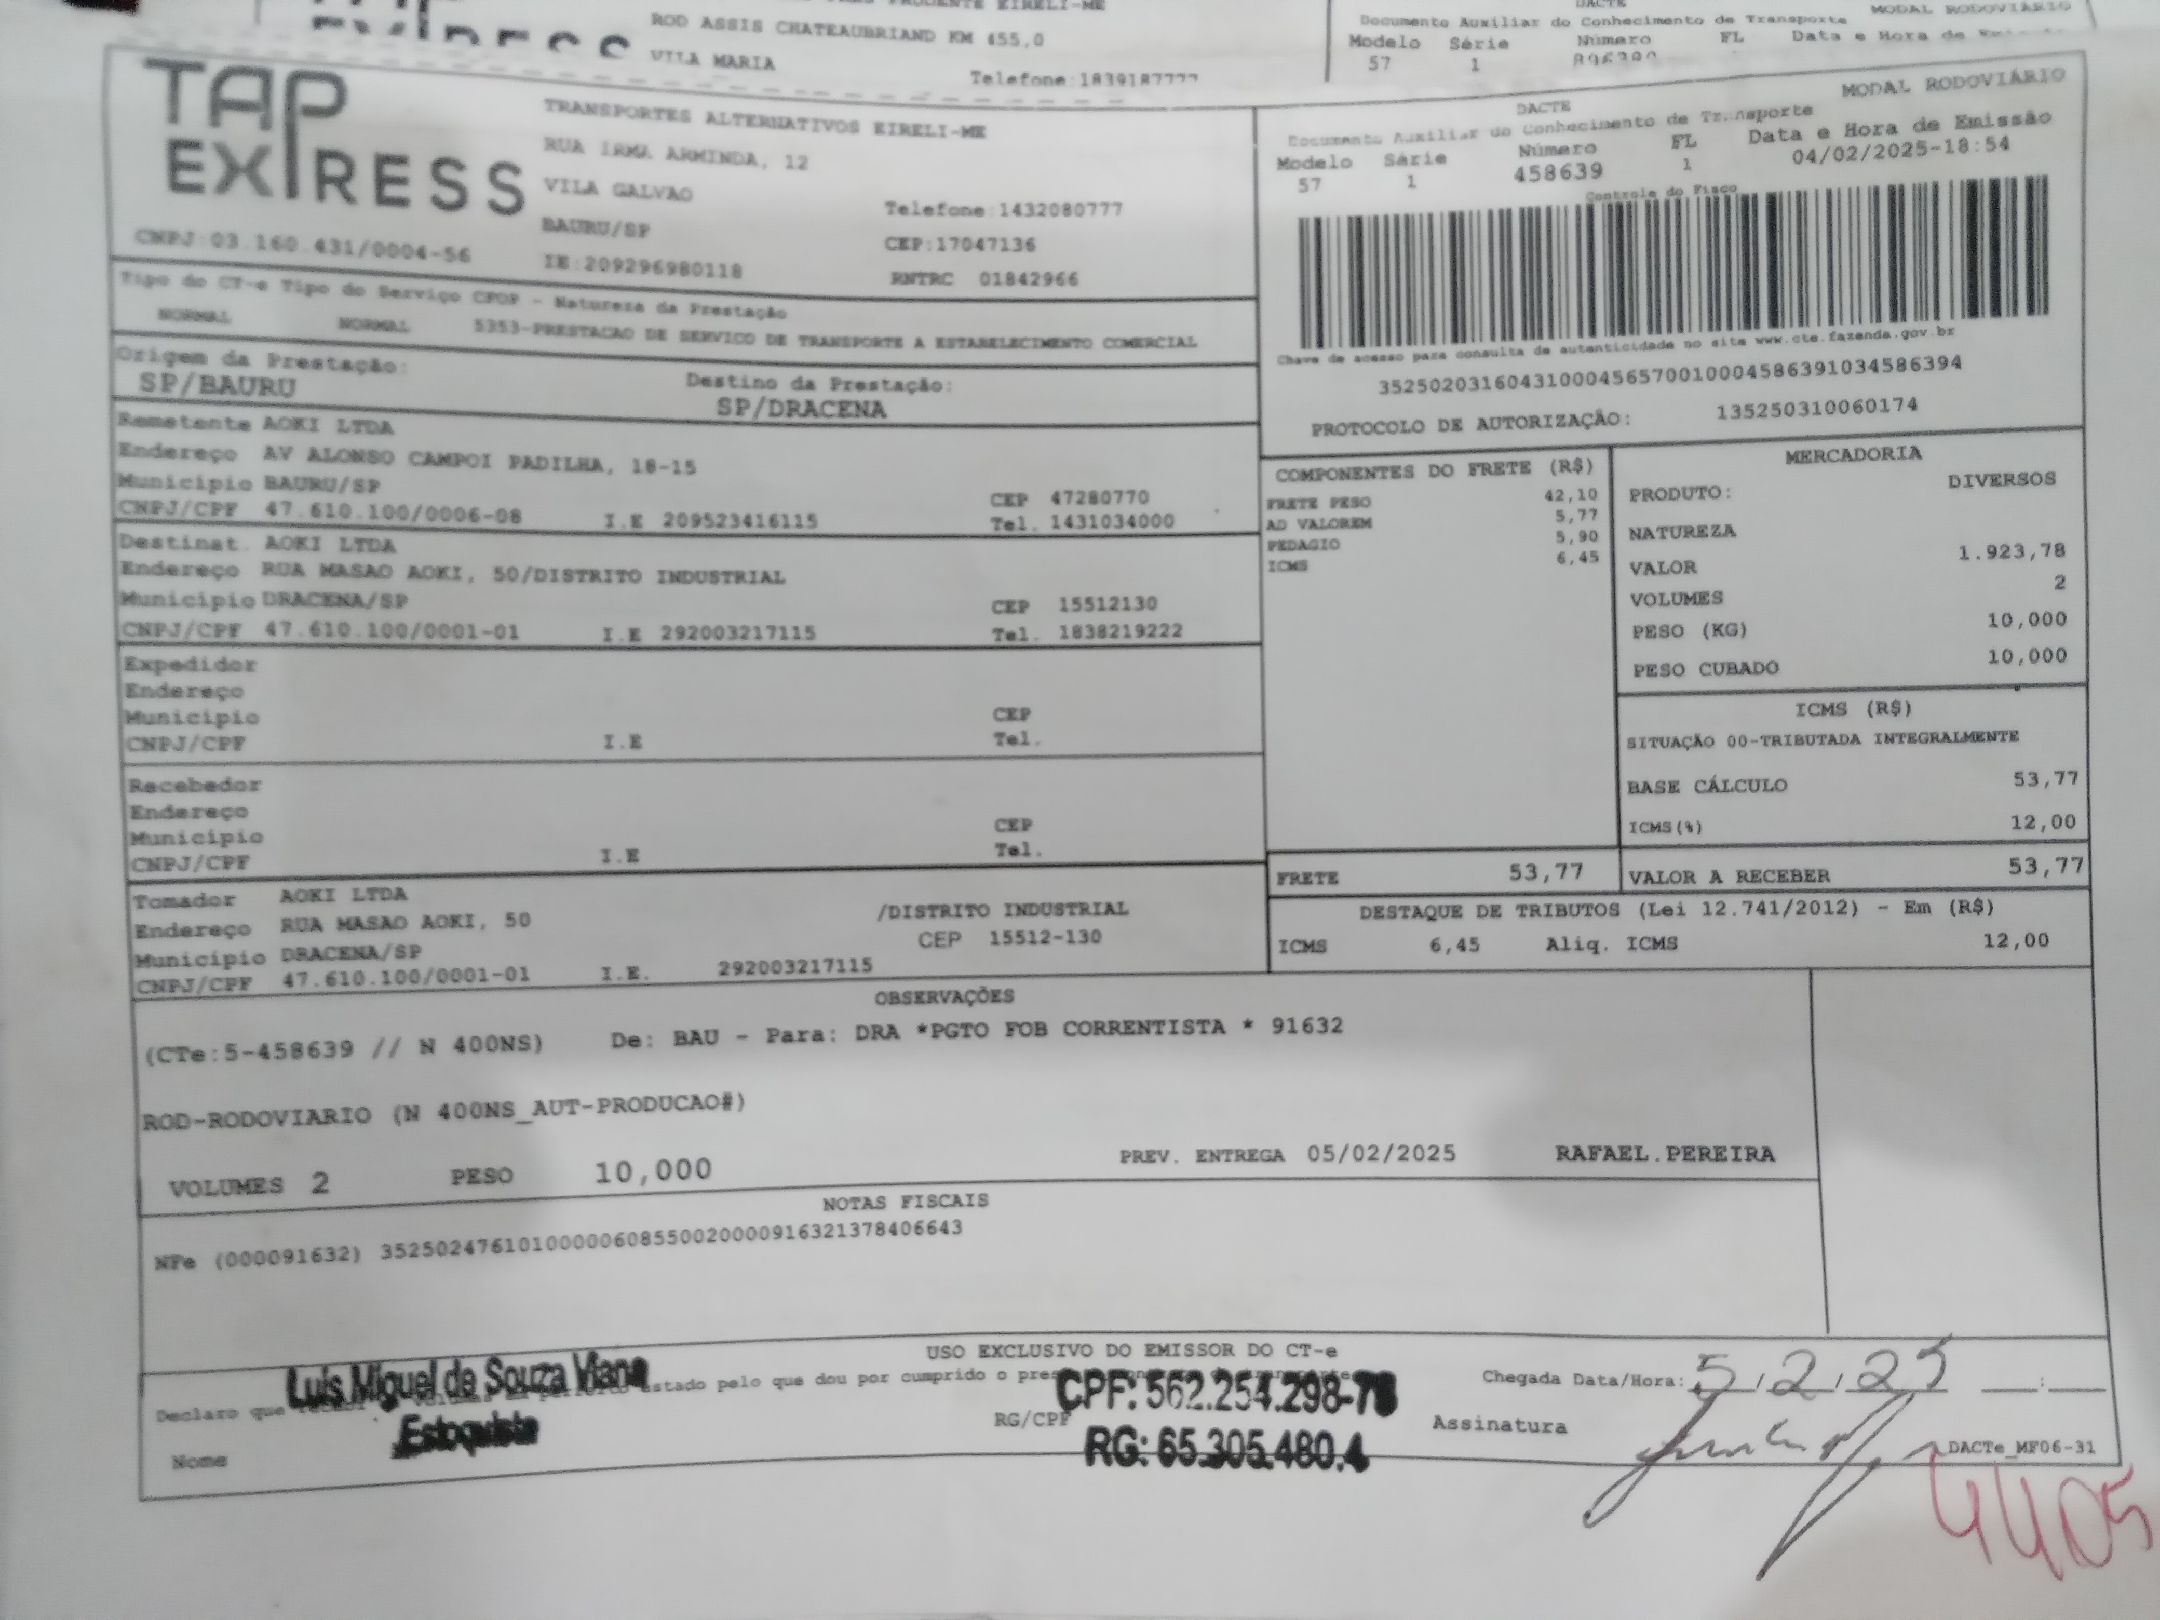 ROD ASSIS CHATEAUBRIAND KM 455,0
VILA MARIA
Telefone:1839187777
DACTE
MODAL RODOVIÁRIO
Documento Auxiliar do Conhecimento de Transporte
Modelo Série Número FL Data e Hora de
57 1
TAP EXPRESS
CNPJ:03.160.431/0004-56
TRANSPORTES ALTERNATIVOS EIRELI-ME
RUA IRMA ARMINDA, 12
VILA GALVAO
Telefone:1432080777
BAURU/SP
CEP:17047136
IE:209296980118
RNTRC 01842966
MODAL RODOVIÁRIO
DACTE
Documento Auxiliar do Conhecimento de Transporte
Modelo Série Número FL Data e Hora de Emissão
57 1 458639 1 04/02/2025-18:54
Controle do Fisco
Chave de acesso para consulta de autenticidade no site www.cte.fazenda.gov.br
35250203160431000456570010004586391034586394
PROTOCOLO DE AUTORIZAÇÃO: 135250310060174
Tipo do CT-e Tipo do Serviço CFOP - Natureza da Prestação
NORMAL NORMAL 5353-PRESTACAO DE SERVICO DE TRANSPORTE A ESTABELECIMENTO COMERCIAL
Origem da Prestação: Destino da Prestação:
SP/BAURU SP/DRACENA
Remetente AOKI LTDA
Endereço AV ALONSO CAMPOI PADILHA, 18-15
Município BAURU/SP CEP 47280770
CNPJ/CPF 47.610.100/0006-08 I.E 209523416115 Tel. 1431034000
Destinat. AOKI LTDA
Endereço RUA MASAO AOKI, 50/DISTRITO INDUSTRIAL
Município DRACENA/SP CEP 15512130
CNPJ/CPF 47.610.100/0001-01 I.E 292003217115 Tel. 1838219222
Expedidor
Endereço
Município CEP
CNPJ/CPF I.E Tel.
Recebedor
Endereço
Município CEP
CNPJ/CPF I.E Tel.
Tomador AOKI LTDA
Endereço RUA MASAO AOKI, 50 /DISTRITO INDUSTRIAL
Município DRACENA/SP CEP 15512-130
CNPJ/CPF 47.610.100/0001-01 I.E. 292003217115
COMPONENTES DO FRETE (R$)
FRETE PESO 42,10
AD VALOREM 5,77
PEDAGIO 5,90
ICMS 6,45
MERCADORIA
PRODUTO: DIVERSOS
NATUREZA
VALOR 1.923,78
VOLUMES 2
PESO (KG) 10,000
PESO CUBADO 10,000
ICMS (R$)
SITUAÇÃO 00-TRIBUTADA INTEGRALMENTE
BASE CÁLCULO 53,77
ICMS(%) 12,00
FRETE 53,77 VALOR A RECEBER 53,77
DESTAQUE DE TRIBUTOS (Lei 12.741/2012) - Em (R$)
ICMS 6,45 Aliq. ICMS 12,00
OBSERVAÇÕES
(CTe:5-458639 // N 400NS) De: BAU - Para: DRA *PGTO FOB CORRENTISTA * 91632
ROD-RODOVIARIO (N 400NS_AUT-PRODUCAO#)
VOLUMES 2 PESO 10,000 PREV. ENTREGA 05/02/2025 RAFAEL.PEREIRA
NOTAS FISCAIS
NFe (000091632) 35250247610100000608550020000916321378406643
USO EXCLUSIVO DO EMISSOR DO CT-e
Luis Miguel de Souza Viana
Estoquista
Declaro que estado pelo que dou por cumprido o
CPF: 562.254.298-78
RG: 65.305.480.4
Nome RG/CPF
Chegada Data/Hora: 5/2/25 __:__
Assinatura
DACTe_MF06-31
4405